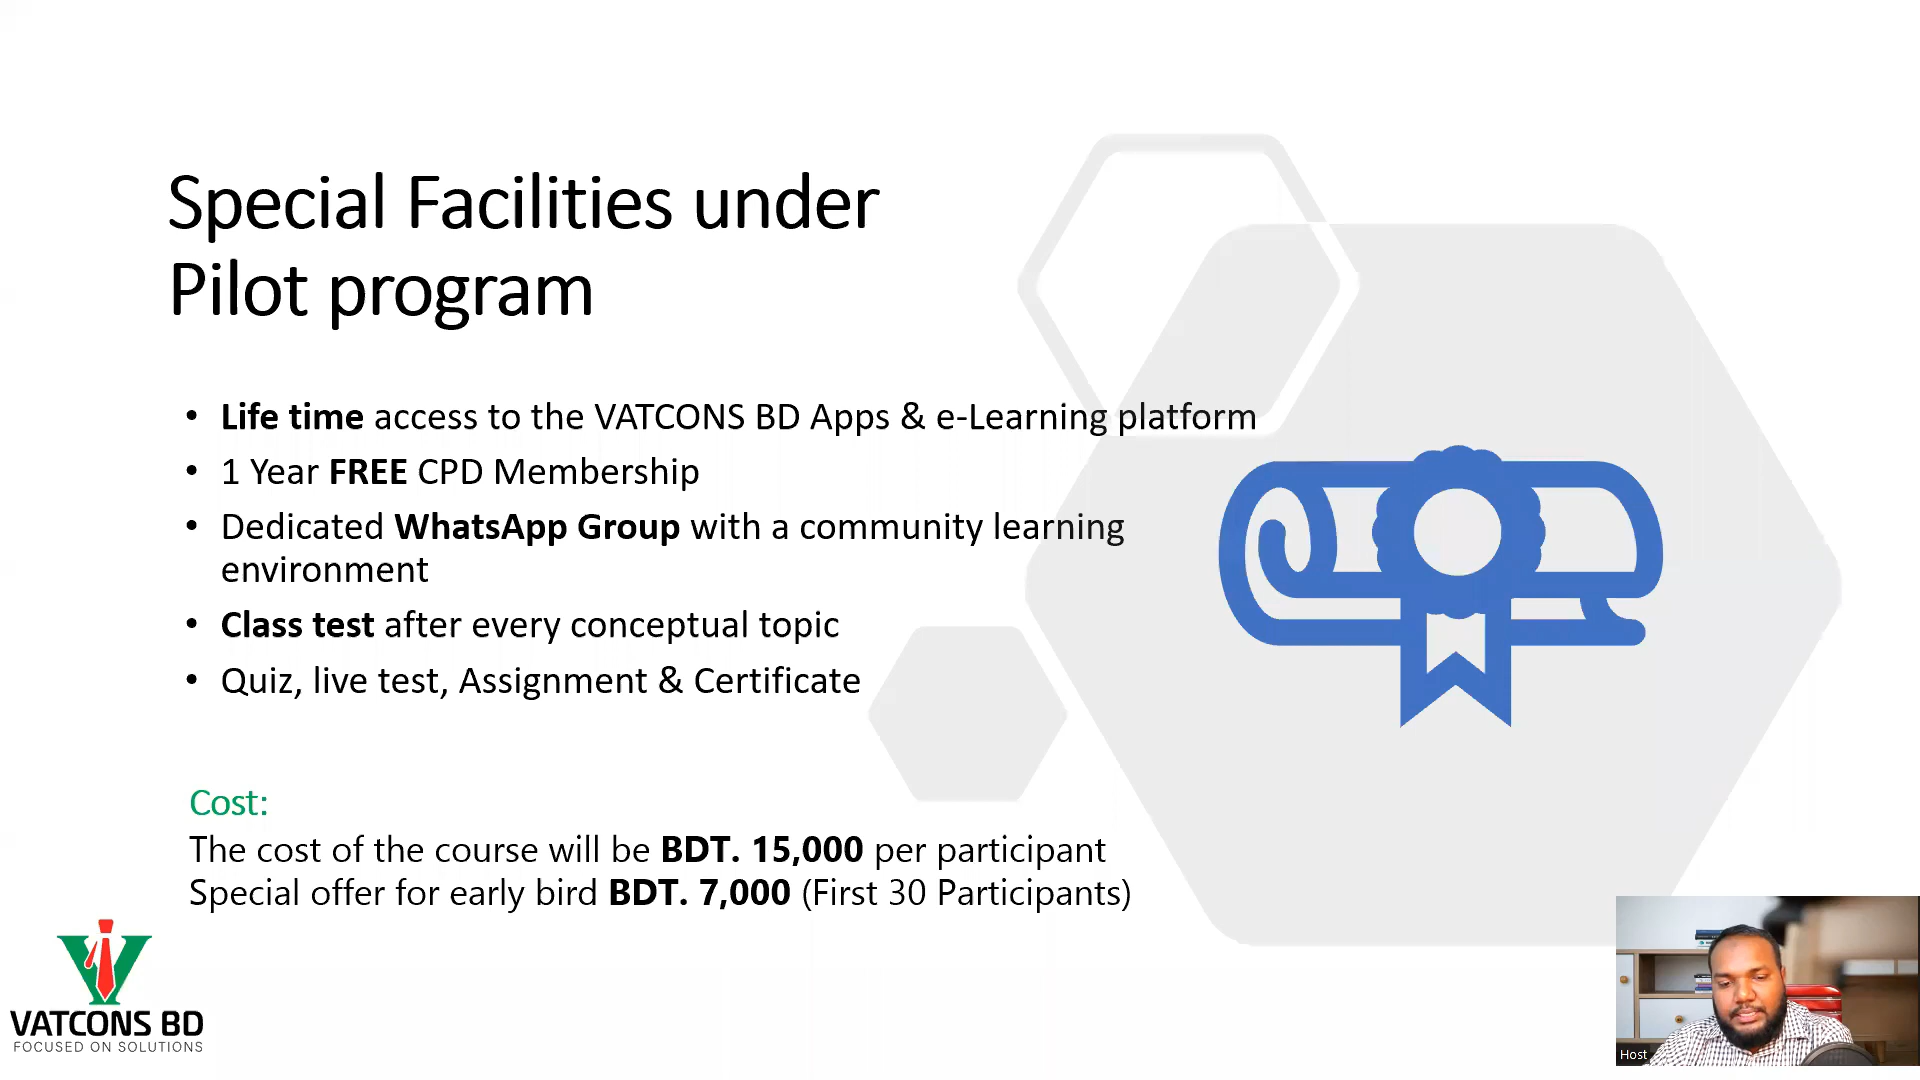 Special Facilities under
Pilot program
• Life time access to the VATCONS BD Apps & e-Learning platform
• 1 Year FREE CPD Membership
• Dedicated WhatsApp Group with a community learning
environment
• Class test after every conceptual topic
• Quiz, live test, Assignment & Certificate
Cost:
The cost of the course will be BDT. 15,000 per participant
Special offer for early bird BDT. 7,000 (First 30 Participants)
VATCONS BD
FOCUSED ON SOLUTIONS
Host